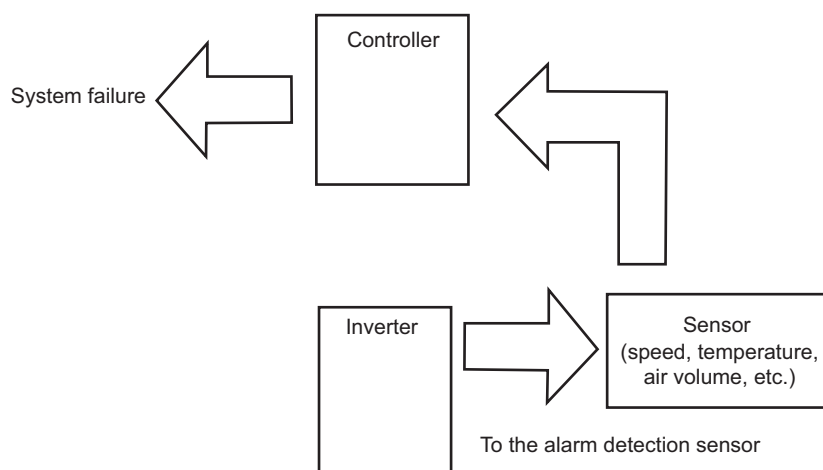 Controller
System failure
Inverter
Sensor
(speed, temperature,
air volume, etc.)
To the alarm detection sensor